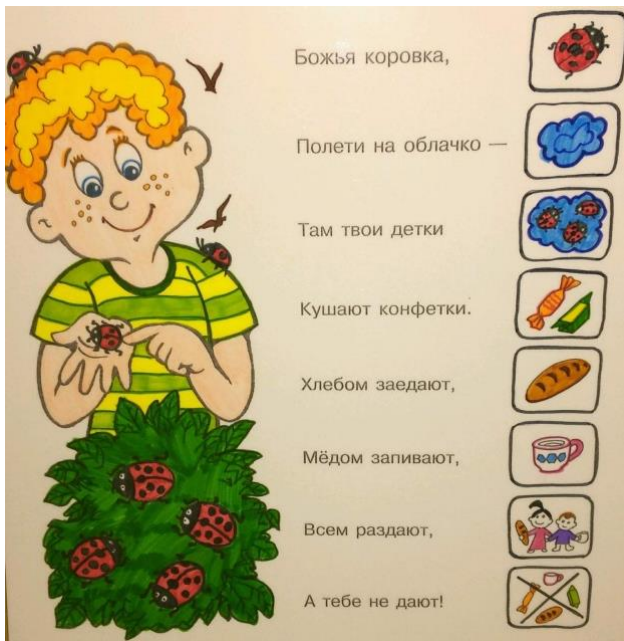 Божья коровка,
Полети на облачко —
Там твои детки
Кушают конфетки.
Хлебом заедают,
Мёдом запивают,
Всем раздают,
А тебе не дают!